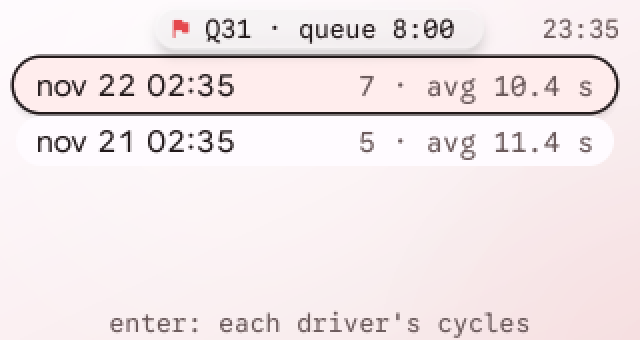 Q31 · queue 8:00 23:35
nov 22 02:35 7 · avg 10.4 s
nov 21 02:35 5 · avg 11.4 s
enter: each driver's cycles